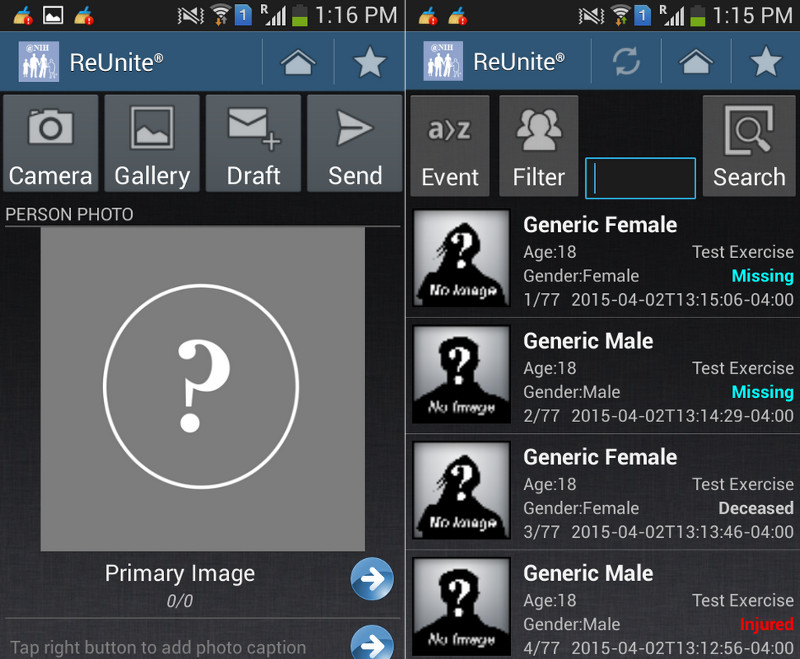 R 1:16 PM
@NIH
ReUnite®
Camera
Gallery
Draft
Send
PERSON PHOTO
?
Primary Image
0/0
Tap right button to add photo caption
1 R 1:15 PM
@NIH
ReUnite®
a>z
Event
Filter
Search
?
No Image
Generic Female
Age:18 Test Exercise
Gender:Female Missing
1/77 2015-04-02T13:15:06-04:00
?
No Image
Generic Male
Age:18 Test Exercise
Gender:Male Missing
2/77 2015-04-02T13:14:29-04:00
?
No Image
Generic Female
Age:18 Test Exercise
Gender:Female Deceased
3/77 2015-04-02T13:13:46-04:00
?
No Image
Generic Male
Age:18 Test Exercise
Gender:Male Injured
4/77 2015-04-02T13:12:56-04:00